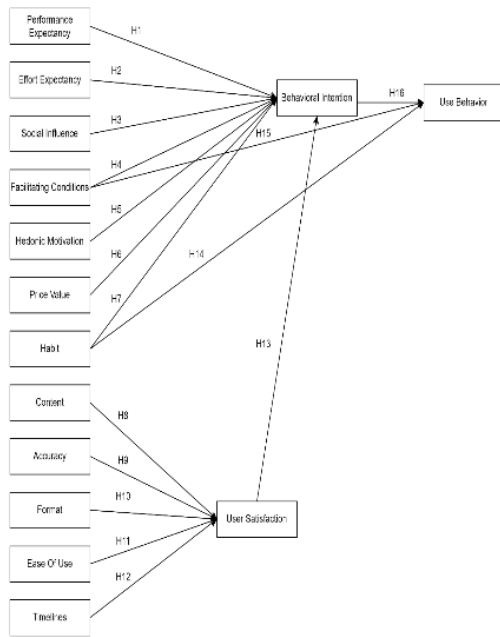 Performance
Expectancy
H1
Effort Expectancy
H2
Behavioral Intention
H16
Use Behavior
Social Influence
H3
H15
Facilitating Conditions
H4
Hedonic Motivation
H5
Price Value
H6
H14
Habit
H7
H13
Content
H8
Accuracy
H9
Format
H10
User Satisfaction
Ease Of Use
H11
Timelines
H12